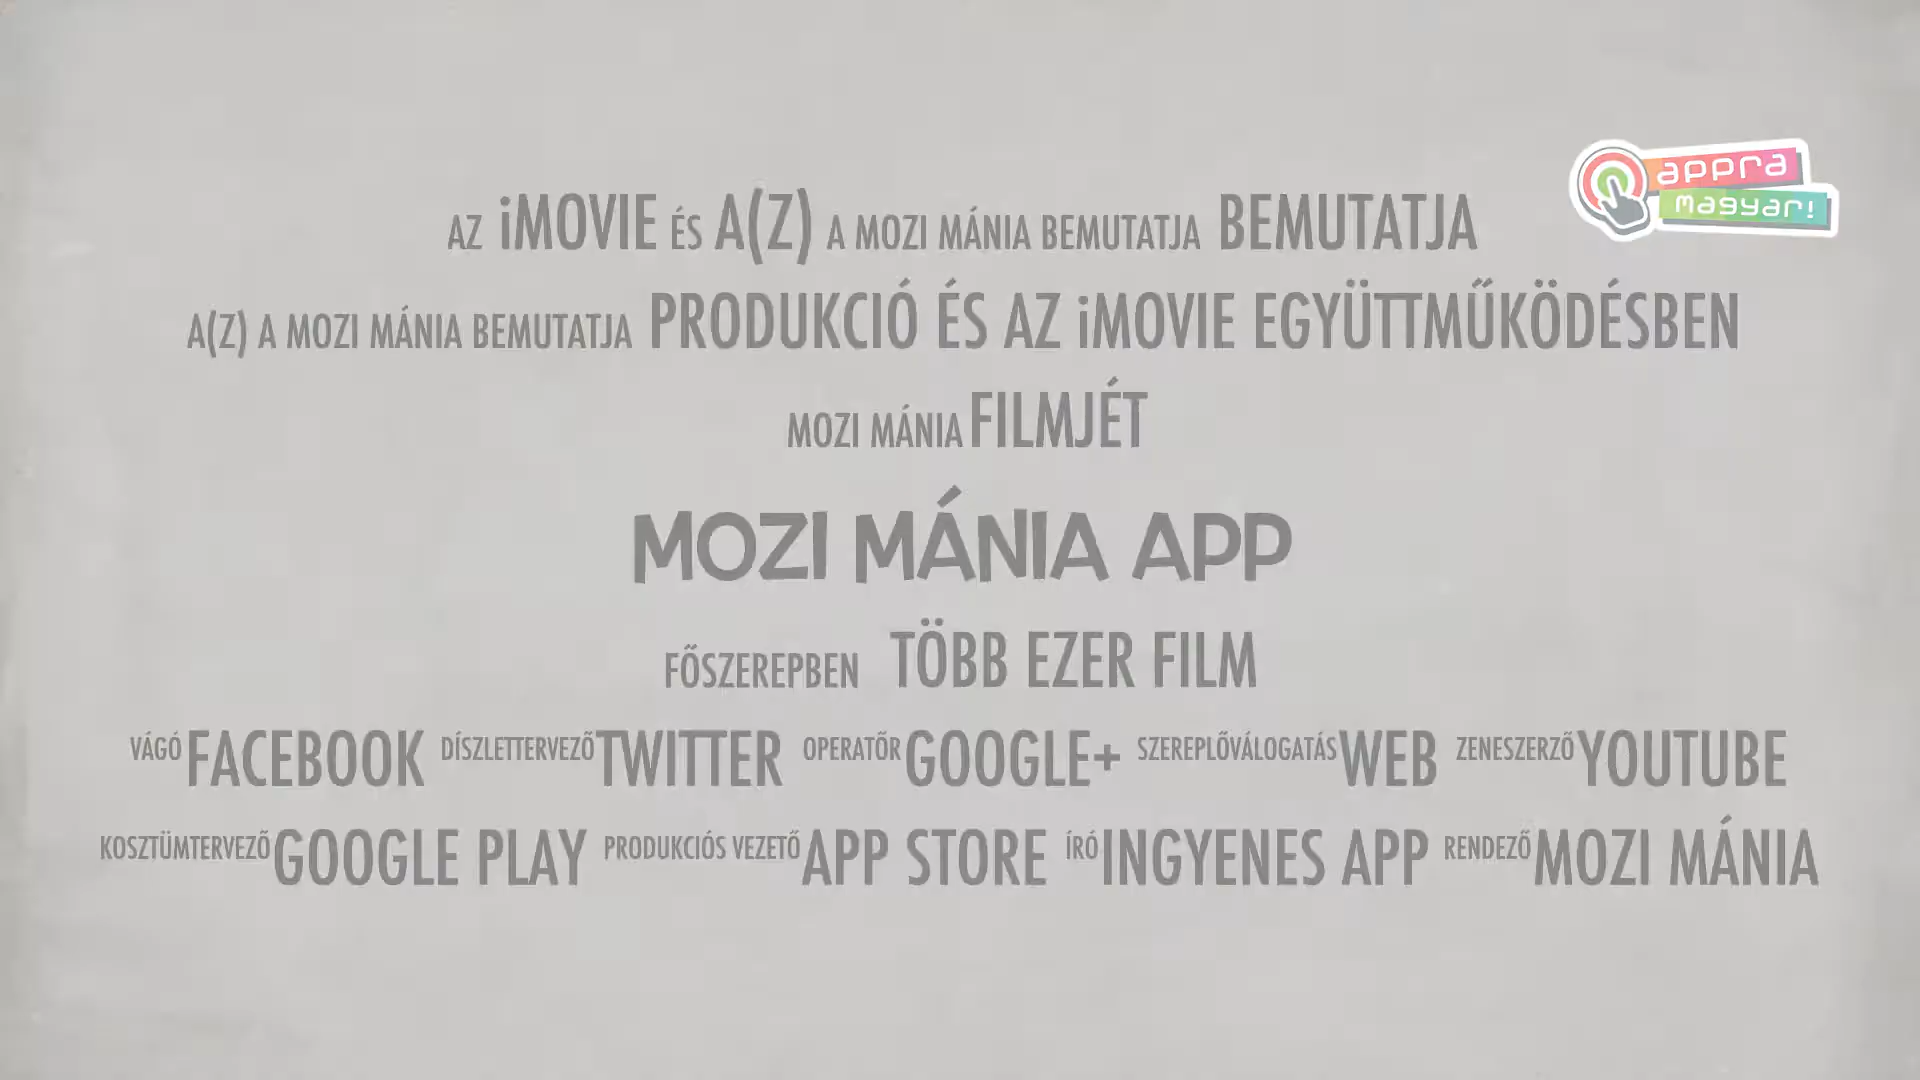 AZ iMOVIE ÉS A(Z) A MOZI MÁNIA BEMUTATJA BEMUTATJA
appra
magyar!
A(Z) A MOZI MÁNIA BEMUTATJA PRODUKCIÓ ÉS AZ iMOVIE EGYÜTTMŰKÖDÉSBEN
MOZI MÁNIA FILMJÉT
MOZI MÁNIA APP
FŐSZEREPBEN TÖBB EZER FILM
VÁGÓ FACEBOOK DÍSZLETTERVEZŐ TWITTER OPERATŐR GOOGLE+ SZEREPLŐVÁLOGATÁS WEB ZENESZERZŐ YOUTUBE
KOSZTÜMTERVEZŐ GOOGLE PLAY PRODUKCIÓS VEZETŐ APP STORE ÍRÓ INGYENES APP RENDEZŐ MOZI MÁNIA